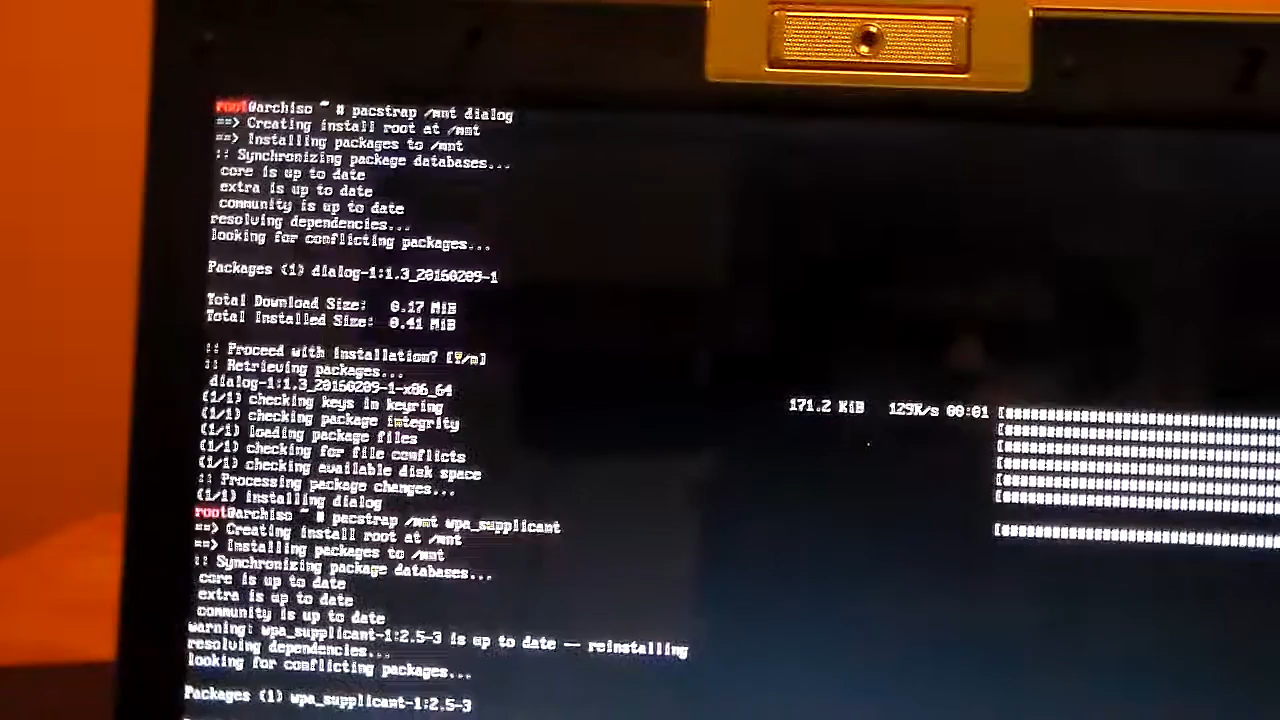 root@archiso ~ # pacstrap /mnt dialog
==> Creating install root at /mnt
==> Installing packages to /mnt
:: Synchronizing package databases...
core is up to date
extra is up to date
community is up to date
resolving dependencies...
looking for conflicting packages...
Packages (1) dialog-1:1.3_20160209-1
Total Download Size: 0.17 MiB
Total Installed Size: 0.41 MiB
:: Proceed with installation? [Y/n]
:: Retrieving packages...
dialog-1:1.3_20160209-1-x86_64 171.2 KiB 129K/s 00:01 [
(1/1) checking keys in keyring [
(1/1) checking package integrity [
(1/1) loading package files [
(1/1) checking for file conflicts [
(1/1) checking available disk space [
:: Processing package changes...
(1/1) installing dialog [
root@archiso ~ # pacstrap /mnt wpa_supplicant
==> Creating install root at /mnt
==> Installing packages to /mnt
:: Synchronizing package databases...
core is up to date
extra is up to date
community is up to date
warning: wpa_supplicant-1:2.5-3 is up to date -- reinstalling
resolving dependencies...
looking for conflicting packages...
Packages (1) wpa_supplicant-1:2.5-3